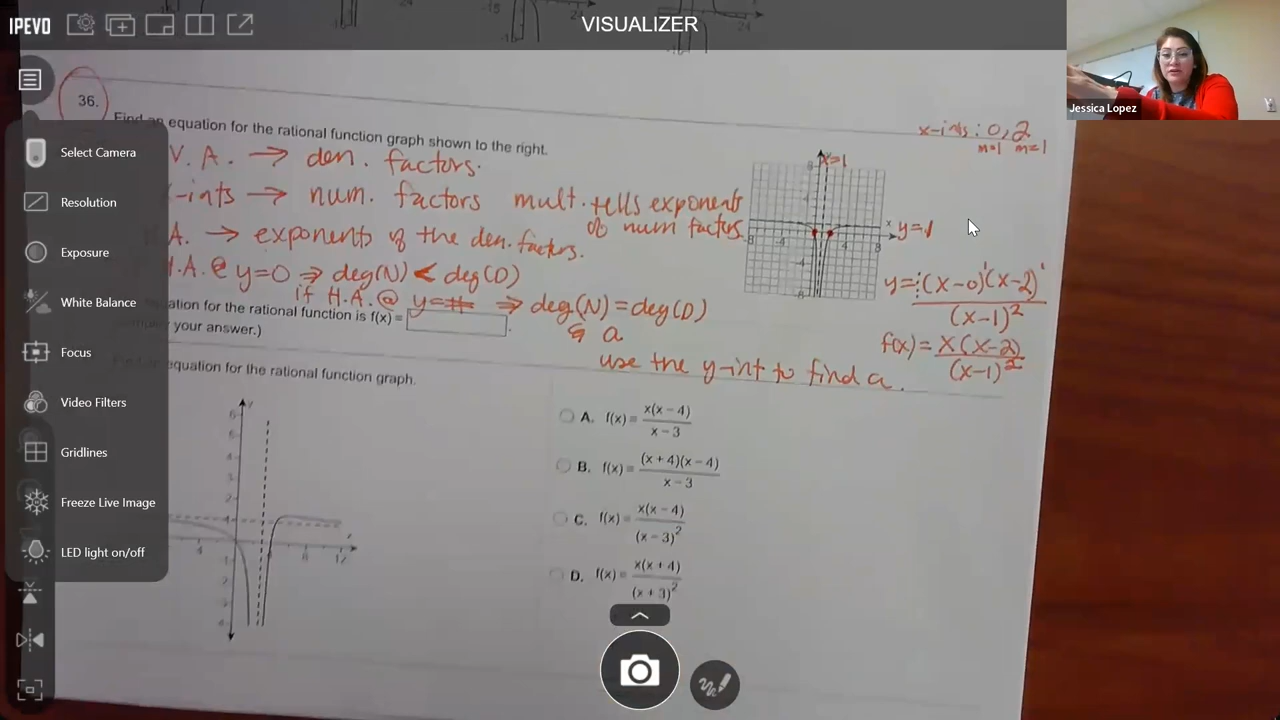 IPEVO
VISUALIZER
Jessica Lopez
Select Camera
Resolution
Exposure
White Balance
Focus
Video Filters
Gridlines
Freeze Live Image
LED light on/off
24
24
36.
Find an equation for the rational function graph shown to the right.
V.A. → den. factors.
-ints → num. factors mult. tells exponents
of num factors.
A. → exponents of the den. factors.
H.A. @ y=0 ⇒ deg(N) < deg(D)
if H.A. @ y=# ⇒ deg(N)=deg(D)
& a
use the y-int to find a.
x-ints: 0, 2
m=1 m=1
x=1
y=1
y= (x-0)¹(x-2)¹
(x-1)²
f(x)= x(x-2)
(x-1)²
equation for the rational function is f(x) =
your answer.)
equation for the rational function graph.
A. f(x) = x(x − 4)
x − 3
B. f(x) = (x + 4)(x − 4)
x − 3
C. f(x) = x(x − 4)
(x − 3)²
D. f(x) = x(x + 4)
(x + 3)²